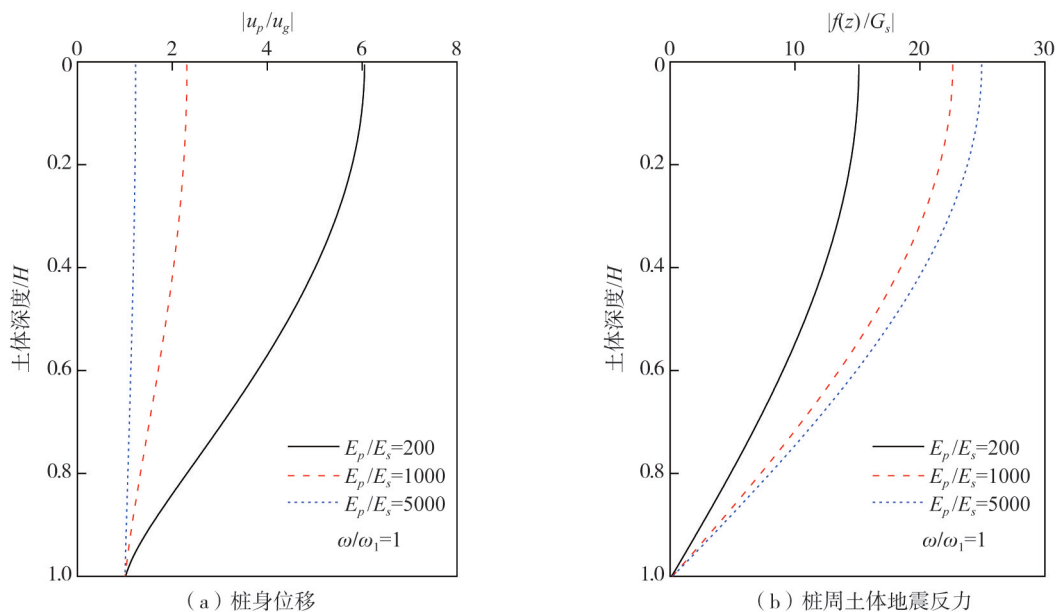 |u_p/u_g|
0 2 4 6 8
0
0.2
0.4
0.6
0.8
1.0
土体深度/H
E_p/E_s=200
E_p/E_s=1000
E_p/E_s=5000
ω/ω_1=1
（a）桩身位移
|f(z)/G_s|
0 10 20 30
0
0.2
0.4
0.6
0.8
1.0
土体深度/H
E_p/E_s=200
E_p/E_s=1000
E_p/E_s=5000
ω/ω_1=1
（b）桩周土体地震反力